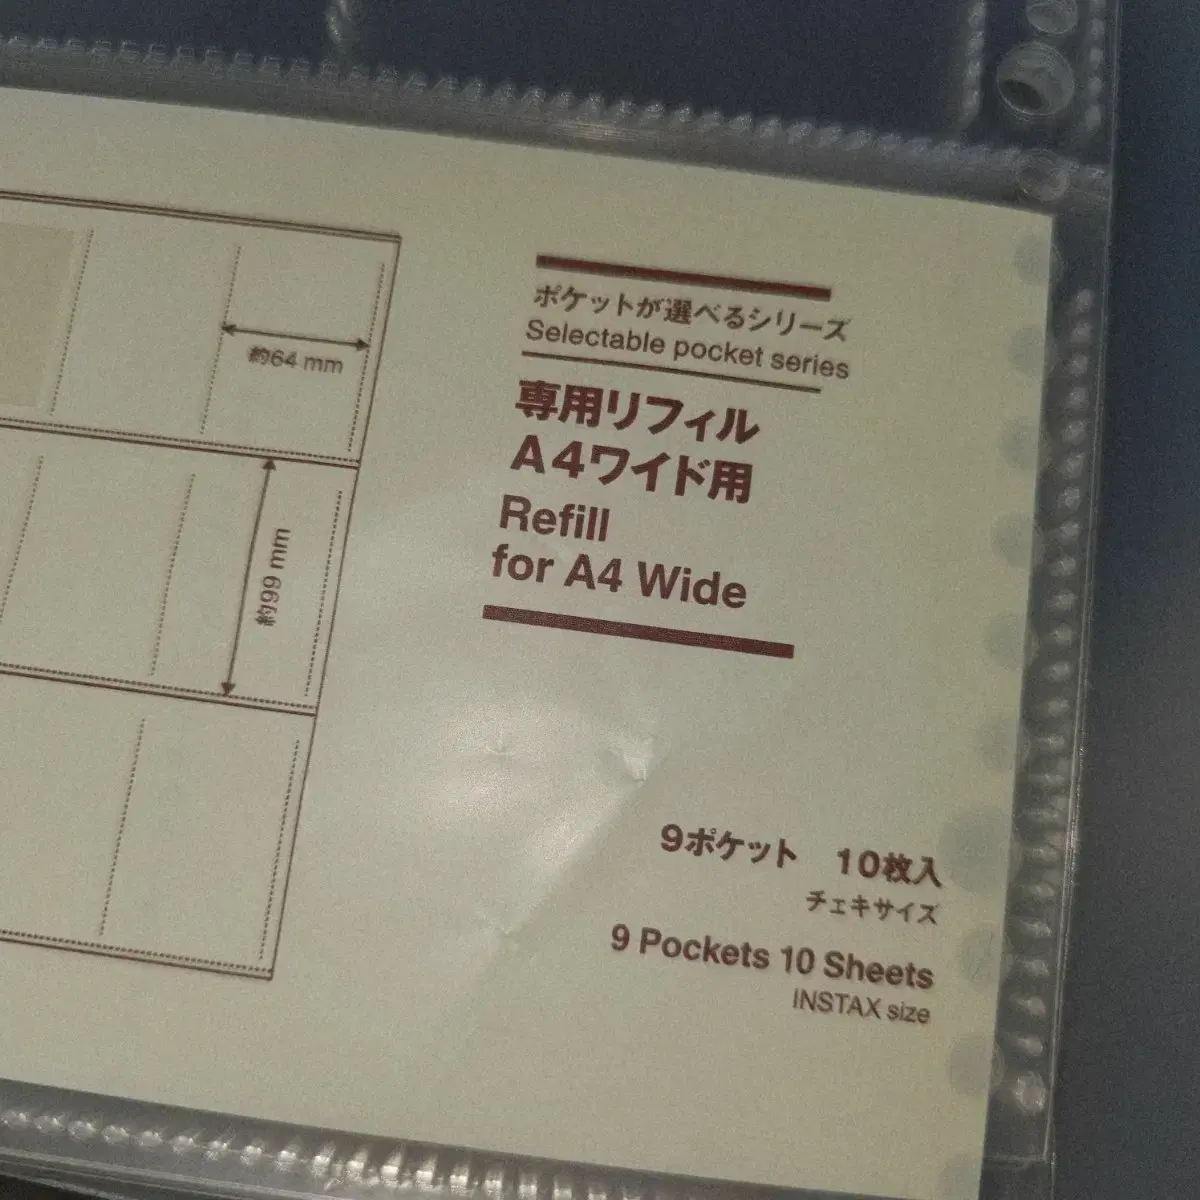 約64 mm
約99 mm
ポケットが選べるシリーズ
Selectable pocket series
専用リフィル
A4ワイド用
Refill
for A4 Wide
9ポケット 10枚入
チェキサイズ
9 Pockets 10 Sheets
INSTAX size